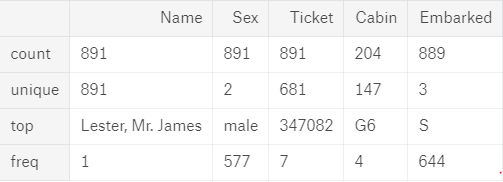 Name Sex Ticket Cabin Embarked
count 891 891 891 204 889
unique 891 2 681 147 3
top Lester, Mr. James male 347082 G6 S
freq 1 577 7 4 644